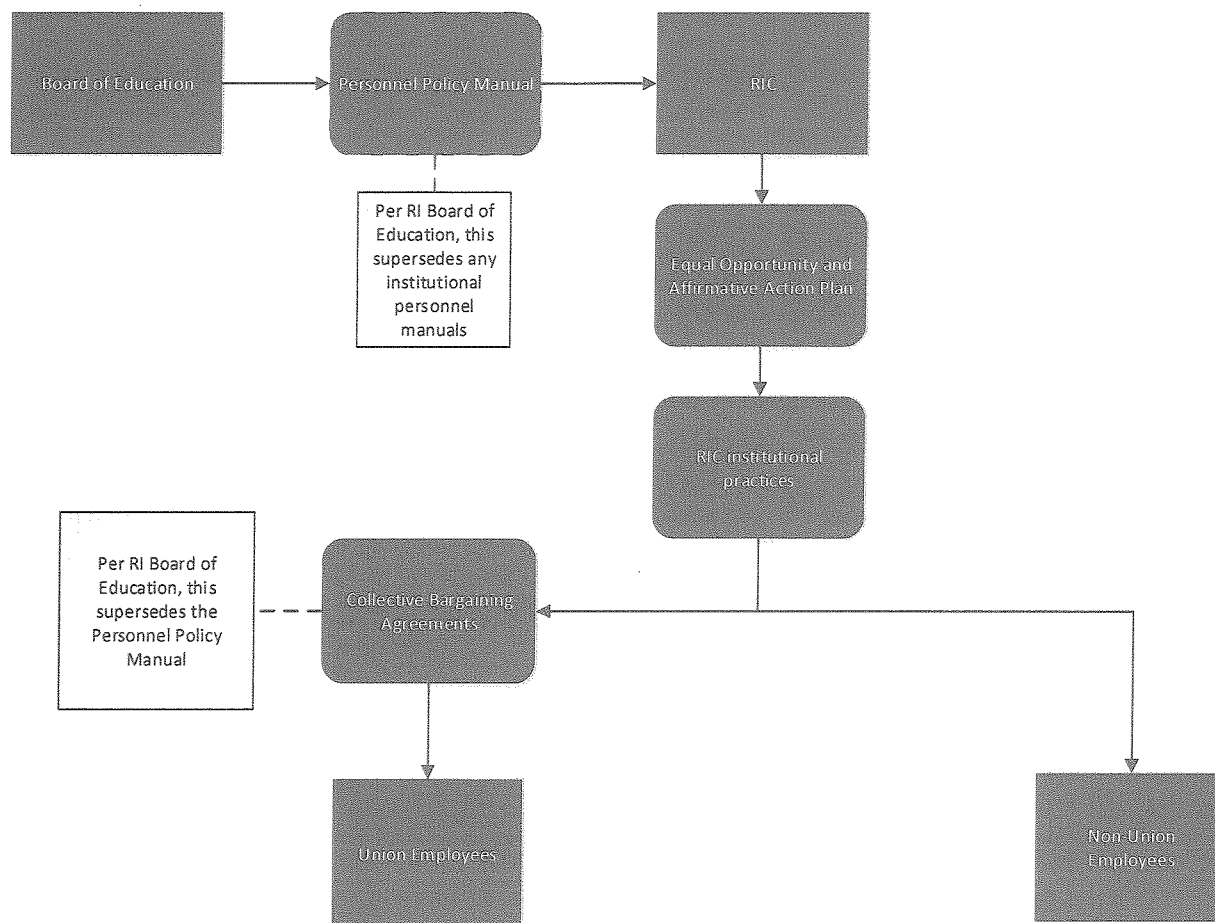 Board of Education
Personnel Policy Manual
RIC
Per RI Board of
Education, this
supersedes any
institutional
personnel
manuals
Equal Opportunity and
Affirmative Action Plan
RIC institutional
practices
Per RI Board of
Education, this
supersedes the
Personnel Policy
Manual
Collective Bargaining
Agreements
Union Employees
Non-Union
Employees